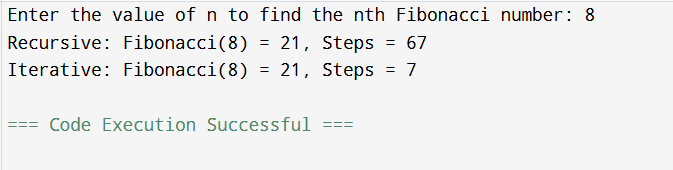 Enter the value of n to find the nth Fibonacci number: 8
Recursive: Fibonacci(8) = 21, Steps = 67
Iterative: Fibonacci(8) = 21, Steps = 7
=== Code Execution Successful ===